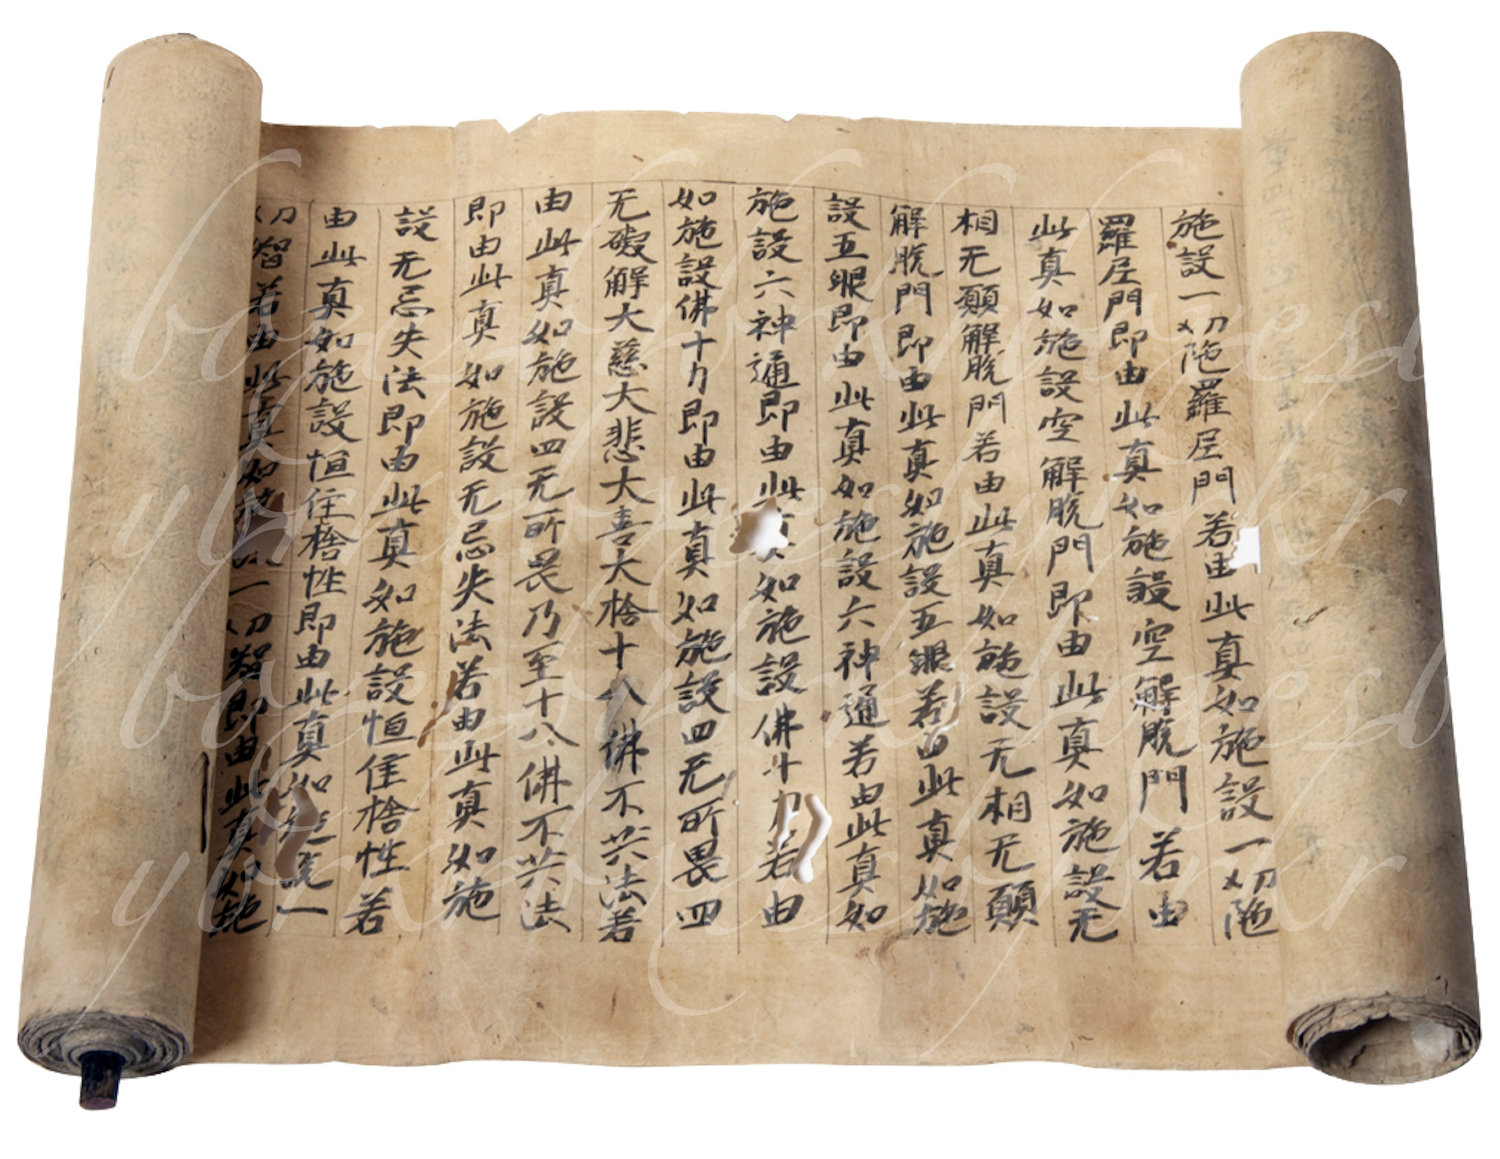 施設一切陁羅尼門若由此真如施設一切陁
羅尼門即由此真如施設空解脫門若由
此真如施設空解脫門即由此真如施設无
相无願解脫門若由此真如施設无相无願
解脫門即由此真如施設五眼若由此真如施
設五眼即由此真如施設六神通若由此真如
施設六神通即由此如施設佛十力若由
如施設佛十力即由此真如施設四无所畏四
无礙解大慈大悲大喜大捨十八佛不共法若
由此真如施設四无所畏乃至十八佛不共法
即由此真如施設无忘失法若由此真如施
設无忘失法即由此真如施設恒住捨性若
由此真如施設恒住捨性即由此真如一
切智若由此真如施一切智即由此真如施